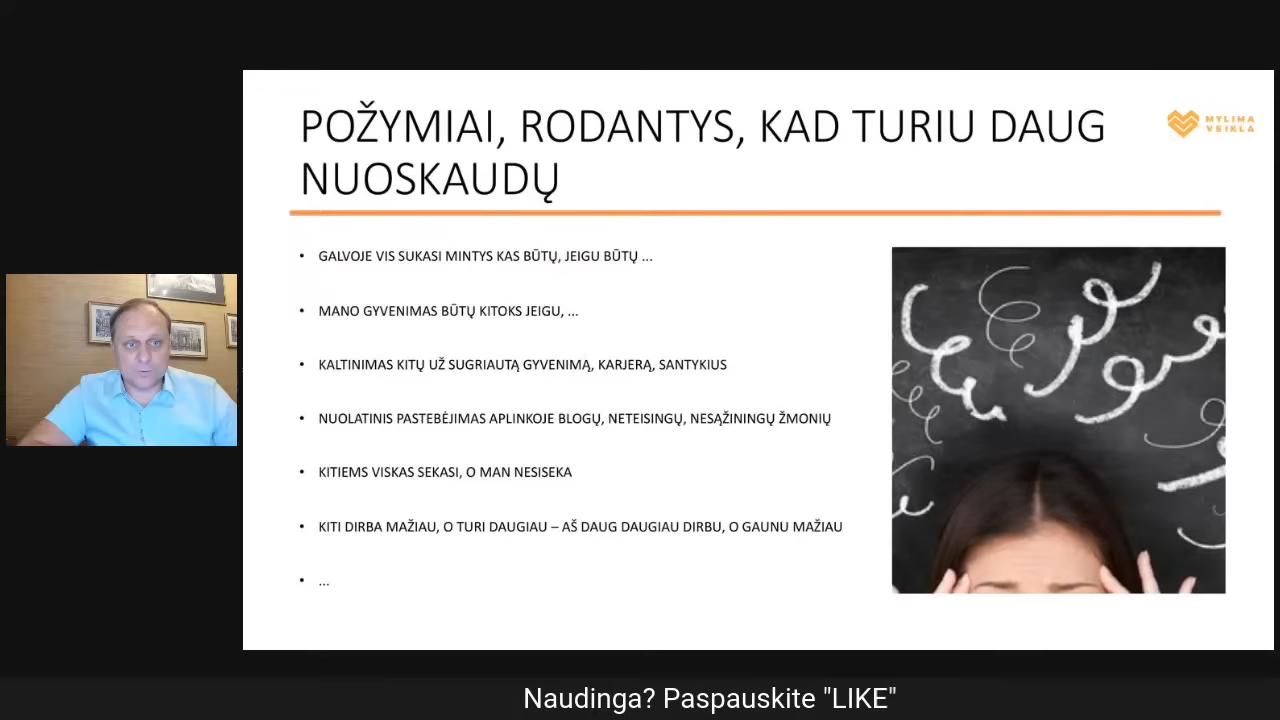 POŽYMIAI, RODANTYS, KAD TURIU DAUG
NUOSKAUDŲ
MYLIMA
VEIKLA
• GALVOJE VIS SUKASI MINTYS KAS BŪTŲ, JEIGU BŪTŲ ...
• MANO GYVENIMAS BŪTŲ KITOKS JEIGU, ...
• KALTINIMAS KITŲ UŽ SUGRIAUTĄ GYVENIMĄ, KARJERĄ, SANTYKIUS
• NUOLATINIS PASTEBĖJIMAS APLINKOJE BLOGŲ, NETEISINGŲ, NESĄŽININGŲ ŽMONIŲ
• KITIEMS VISKAS SEKASI, O MAN NESISEKA
• KITI DIRBA MAŽIAU, O TURI DAUGIAU – AŠ DAUG DAUGIAU DIRBU, O GAUNU MAŽIAU
• ...
Naudinga? Paspauskite "LIKE"